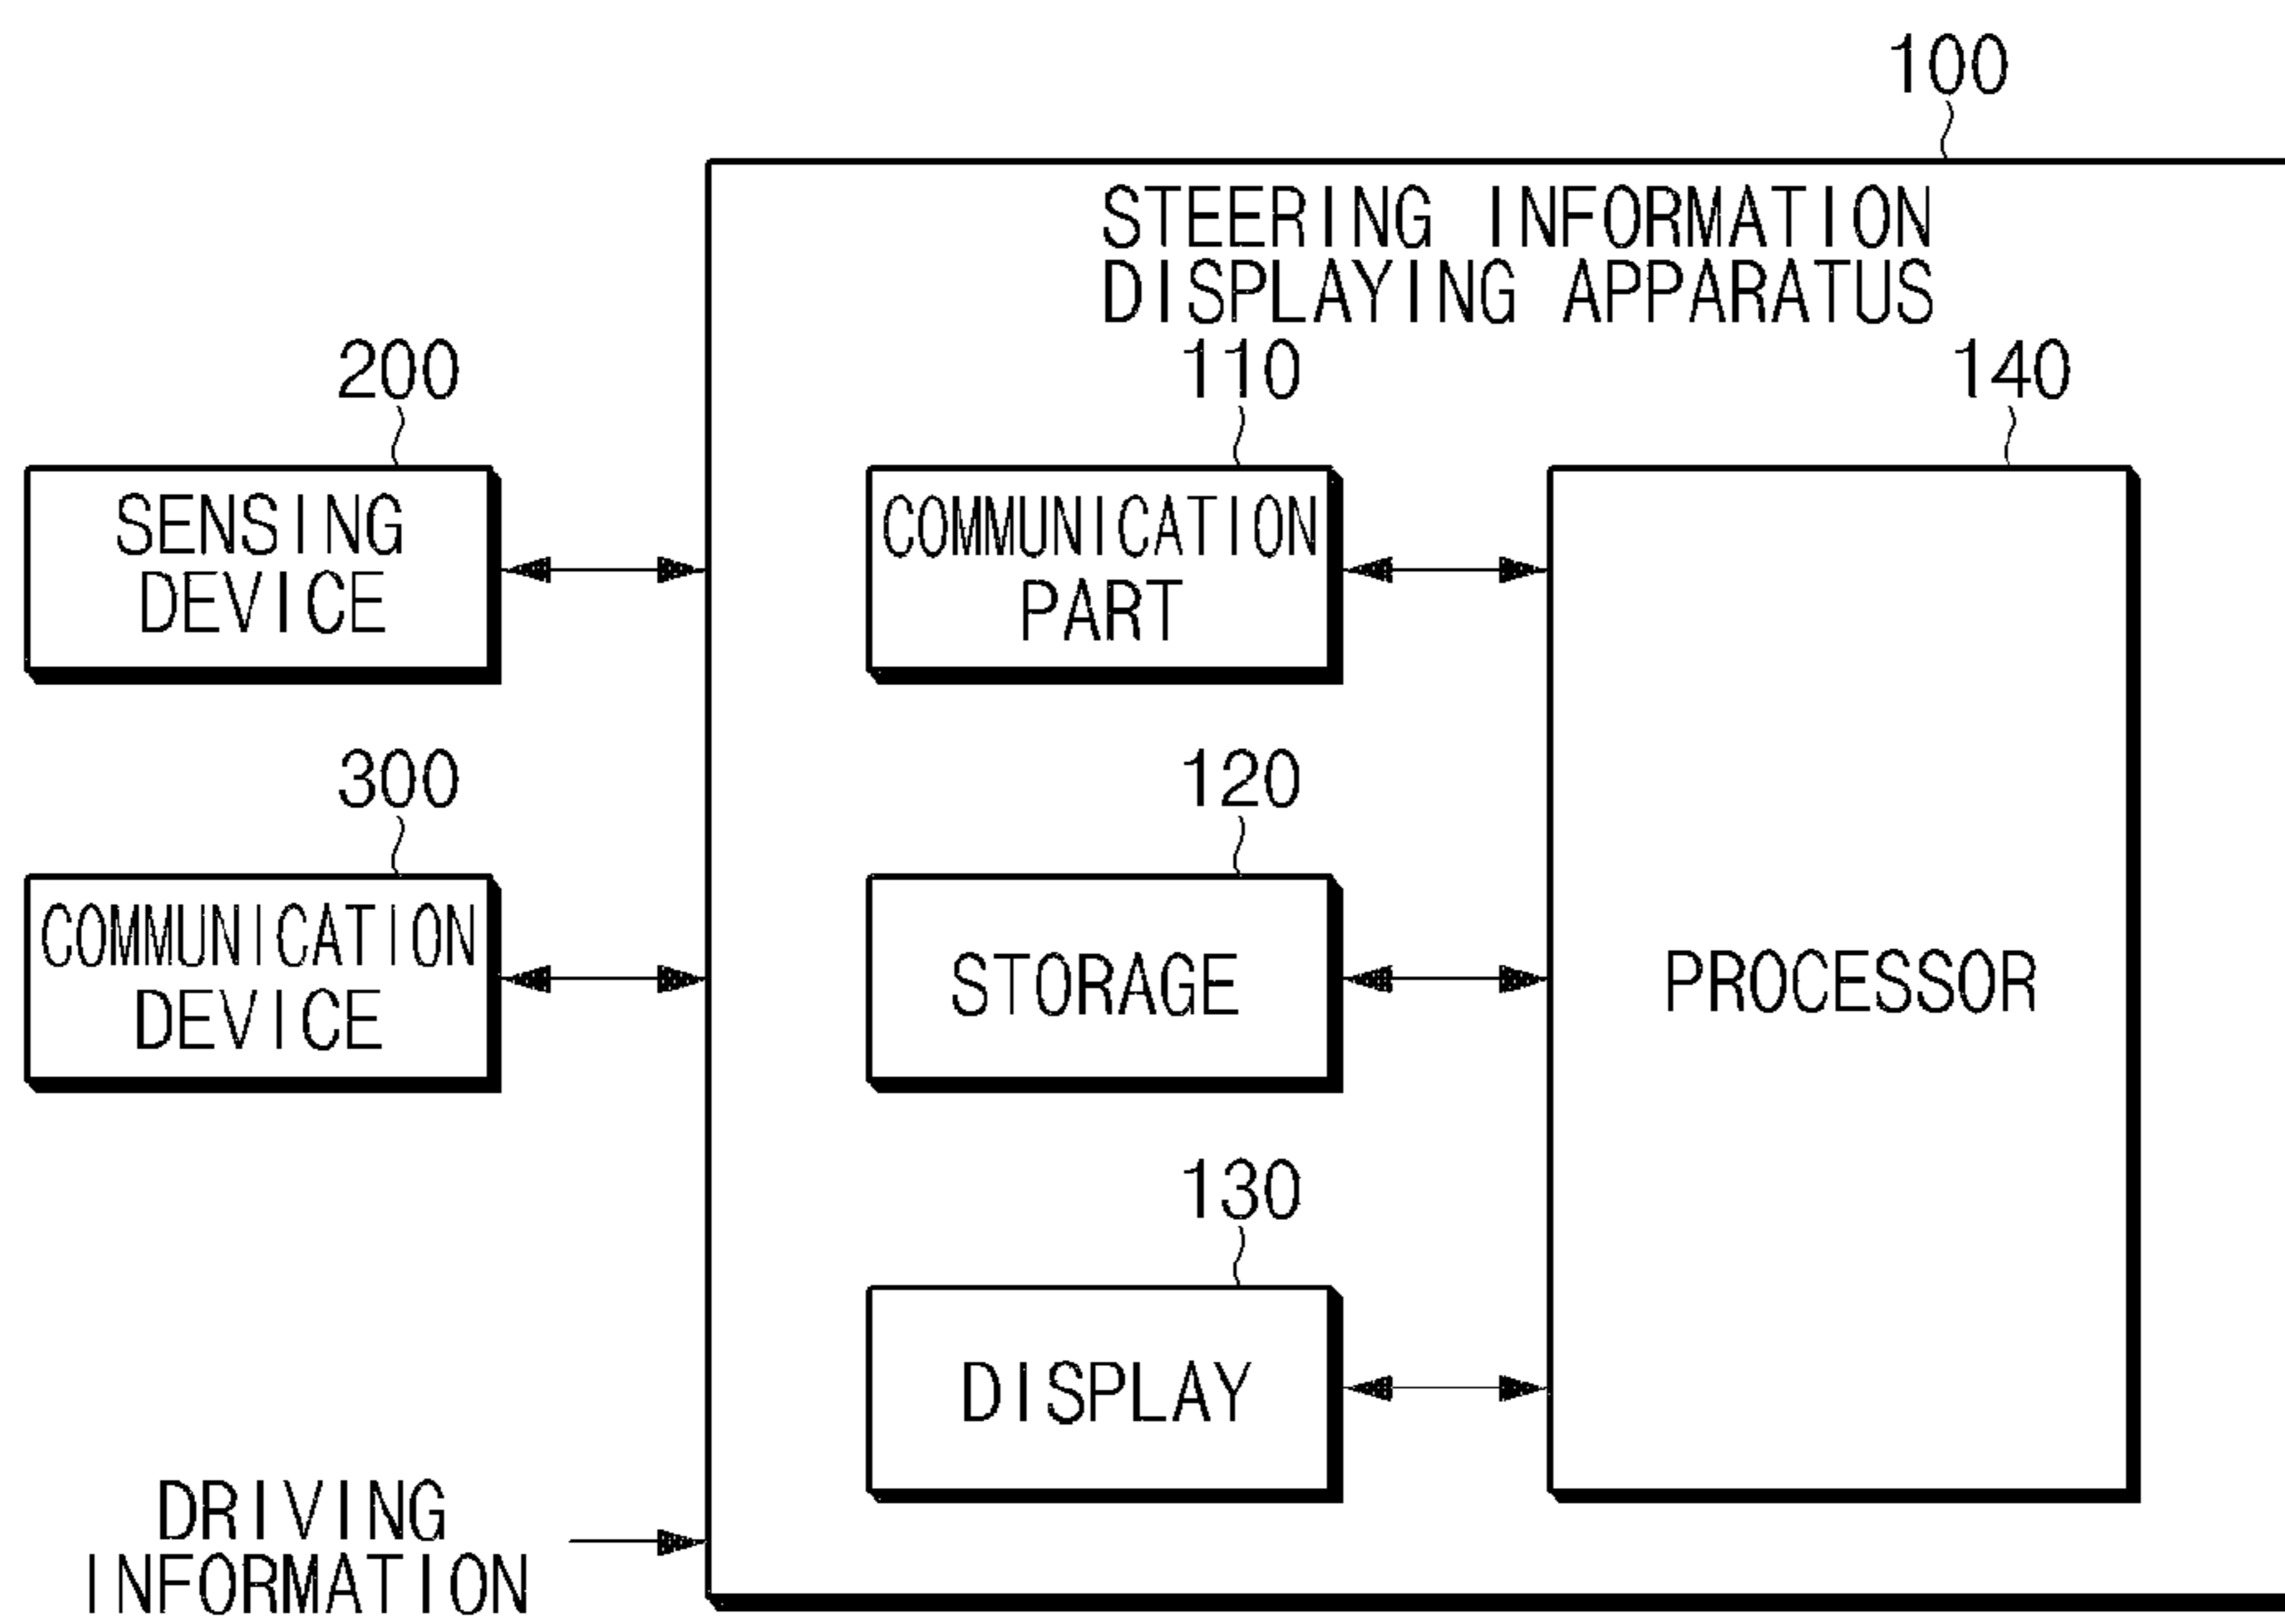 100
STEERING INFORMATION
DISPLAYING APPARATUS
200
110
140
SENSING
DEVICE
COMMUNICATION
PART
300
120
COMMUNICATION
DEVICE
STORAGE
PROCESSOR
130
DISPLAY
DRIVING
INFORMATION